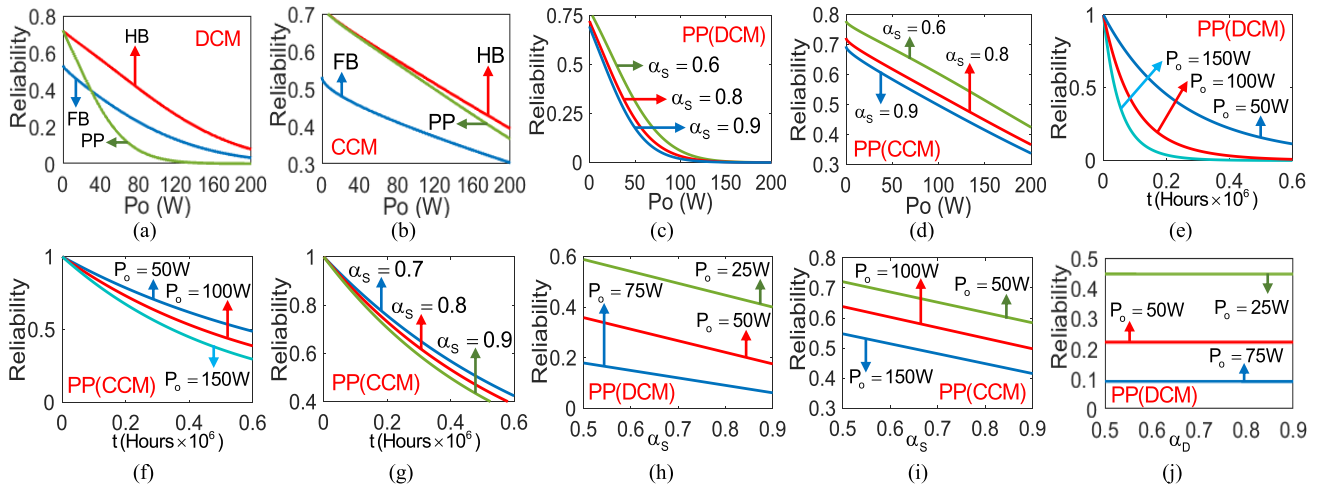 0.8
0.6
0.4
0.2
0
Reliability
HB
DCM
FB
PP
0 40 80 120 160 200
Po (W)
(a)
0.7
0.6
0.5
0.4
0.3
Reliability
FB
HB
PP
CCM
0 40 80 120 160 200
Po (W)
(b)
0.75
0.5
0.25
0
Reliability
PP(DCM)
α_S = 0.6
α_S = 0.8
α_S = 0.9
0 50 100 150 200
Po (W)
(c)
0.8
0.7
0.6
0.5
0.4
0.3
Reliability
α_S = 0.6
α_S = 0.8
α_S = 0.9
PP(CCM)
0 50 100 150 200
Po (W)
(d)
1
0.5
0
Reliability
PP(DCM)
P_o = 150W
P_o = 100W
P_o = 50W
0 0.2 0.4 0.6
t (Hours×10^6)
(e)
1
0.5
0
Reliability
P_o = 50W
P_o = 100W
PP(CCM)
P_o = 150W
0 0.2 0.4 0.6
t (Hours×10^6)
(f)
1
0.8
0.6
0.4
Reliability
α_S = 0.7
α_S = 0.8
α_S = 0.9
PP(CCM)
0 0.2 0.4 0.6
t (Hours×10^6)
(g)
0.6
0.4
0.2
0
Reliability
P_o = 25W
P_o = 75W
P_o = 50W
PP(DCM)
0.5 0.6 0.7 0.8 0.9
α_S
(h)
0.8
0.7
0.6
0.5
0.4
0.3
Reliability
P_o = 100W
P_o = 50W
P_o = 150W
PP(CCM)
0.5 0.6 0.7 0.8 0.9
α_S
(i)
0.5
0.4
0.3
0.2
0.1
0
Reliability
P_o = 50W
P_o = 25W
P_o = 75W
PP(DCM)
0.5 0.6 0.7 0.8 0.9
α_D
(j)